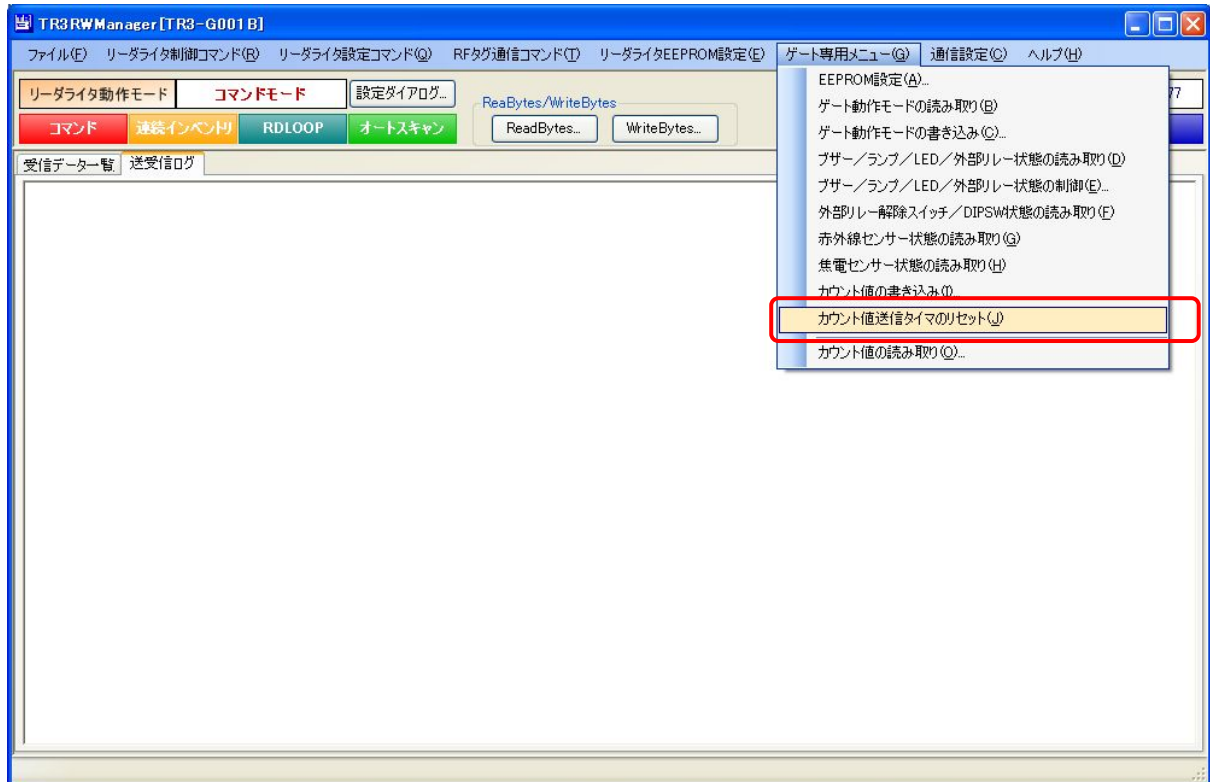 TR3RWManager[TR3-G001B]
ファイル(F) リーダライタ制御コマンド(R) リーダライタ設定コマンド(Q) RFタグ通信コマンド(T) リーダライタEEPROM設定(E) ゲート専用メニュー(G) 通信設定(C) ヘルプ(H)
リーダライタ動作モード コマンドモード 設定ダイアログ...
コマンド 連続インベントリ RDLOOP オートスキャン
ReaBytes/WriteBytes
ReadBytes... WriteBytes...
77
受信データ一覧 送受信ログ
EEPROM設定(A)...
ゲート動作モードの読み取り(B)
ゲート動作モードの書き込み(C)...
ブザー／ランプ／LED／外部リレー状態の読み取り(D)
ブザー／ランプ／LED／外部リレー状態の制御(E)...
外部リレー解除スイッチ／DIPSW状態の読み取り(F)
赤外線センサー状態の読み取り(G)
焦電センサー状態の読み取り(H)
カウント値の書き込み(I)...
カウント値送信タイマのリセット(J)
カウント値の読み取り(O)...